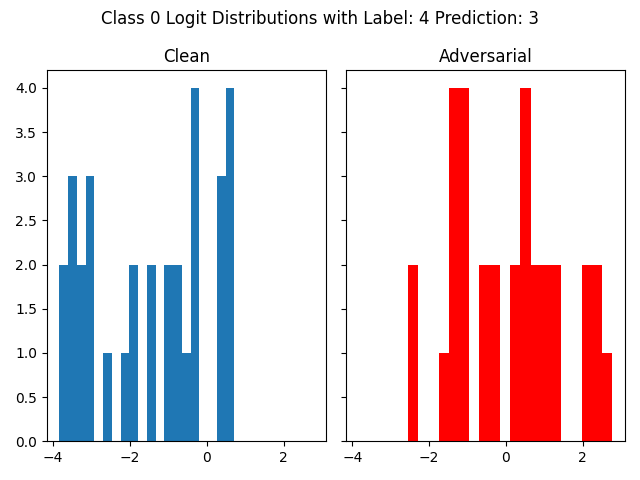 Class 0 Logit Distributions with Label: 4 Prediction: 3
Clean
Adversarial
4.0
3.5
3.0
2.5
2.0
1.5
1.0
0.5
0.0
−4 −2 0 2
−4 −2 0 2